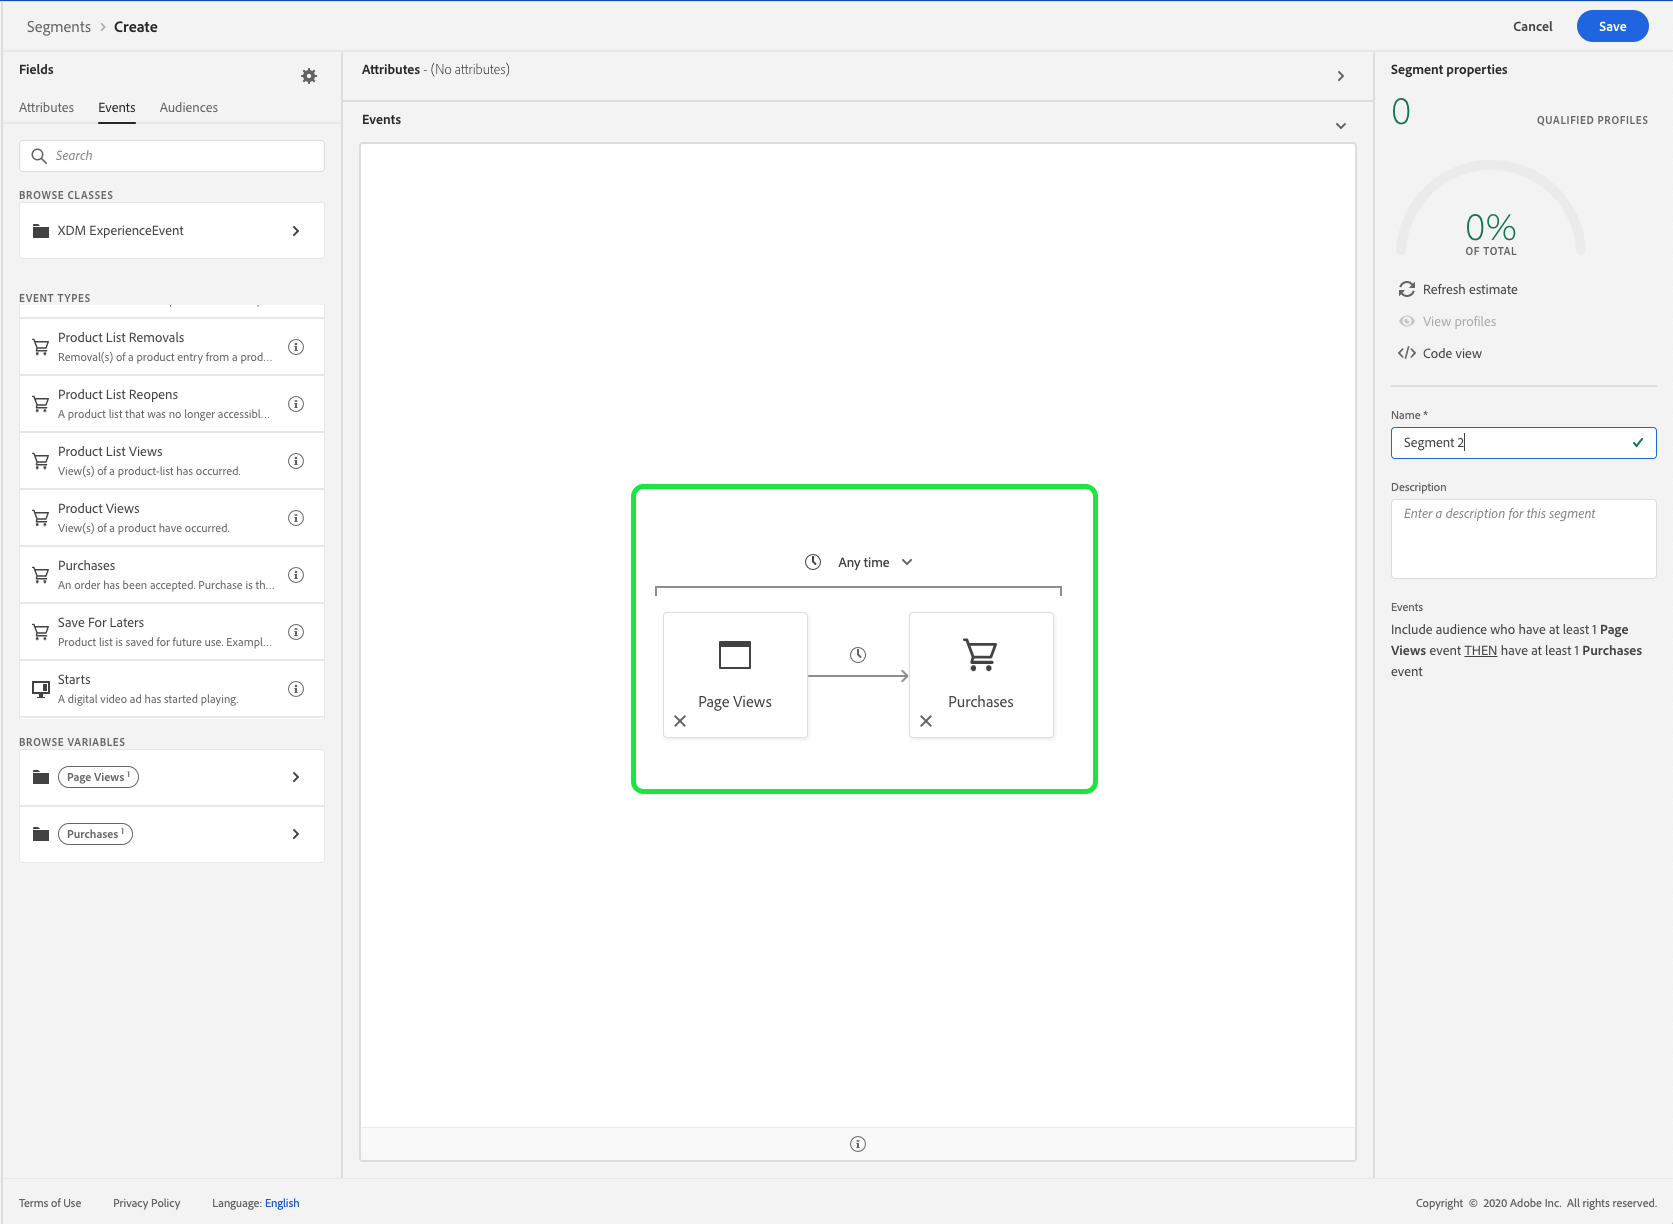 Segments > Create
Cancel
Save
Fields
Attributes
Events
Audiences
Search
BROWSE CLASSES
XDM ExperienceEvent
EVENT TYPES
Product List Removals
Removal(s) of a product entry from a prod…
Product List Reopens
A product list that was no longer accessibl…
Product List Views
View(s) of a product-list has occurred.
Product Views
View(s) of a product have occurred.
Purchases
An order has been accepted. Purchase is th…
Save For Laters
Product list is saved for future use. Exampl…
Starts
A digital video ad has started playing.
BROWSE VARIABLES
Page Views 1
Purchases 1
Attributes - (No attributes)
Events
Any time
Page Views
Purchases
Segment properties
0
QUALIFIED PROFILES
0%
OF TOTAL
Refresh estimate
View profiles
</> Code view
Name *
Segment 2
Description
Enter a description for this segment
Events
Include audience who have at least 1 Page
Views event THEN have at least 1 Purchases
event
Terms of Use
Privacy Policy
Language: English
Copyright © 2020 Adobe Inc. All rights reserved.